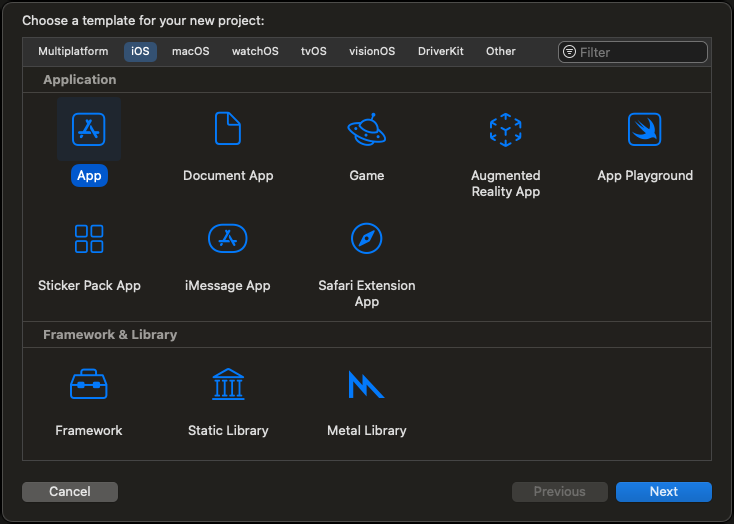 Choose a template for your new project:
Multiplatform iOS macOS watchOS tvOS visionOS DriverKit Other Filter
Application
App Document App Game Augmented Reality App App Playground
Sticker Pack App iMessage App Safari Extension App
Framework & Library
Framework Static Library Metal Library
Cancel Previous Next